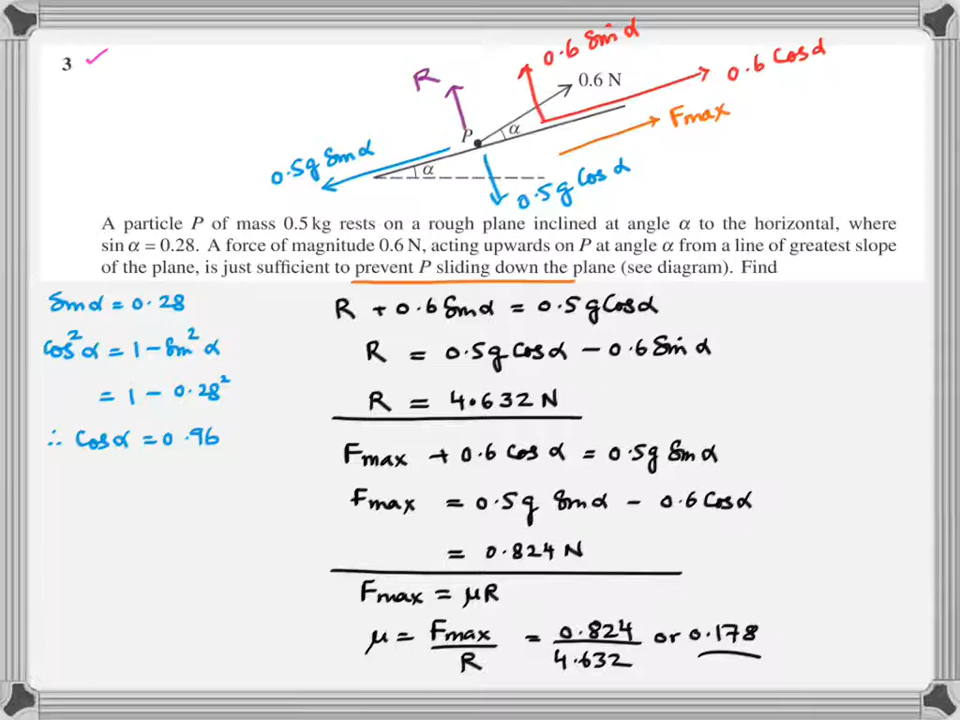 3
R
0.6 Sin α
0.6 Cos α
0.6 N
P
α
Fmax
0.5g Sin α
α
0.5g Cos α
A particle P of mass 0.5 kg rests on a rough plane inclined at angle α to the horizontal, where
sin α = 0.28. A force of magnitude 0.6 N, acting upwards on P at angle α from a line of greatest slope
of the plane, is just sufficient to prevent P sliding down the plane (see diagram). Find
Sin α = 0.28
Cos² α = 1 − Sin² α
= 1 − 0.28²
∴ Cos α = 0.96
R + 0.6 Sin α = 0.5g Cos α
R = 0.5g Cos α − 0.6 Sin α
R = 4.632 N
Fmax + 0.6 Cos α = 0.5g Sin α
Fmax = 0.5g Sin α − 0.6 Cos α
= 0.824 N
Fmax = μR
μ = Fmax/R = 0.824/4.632 or 0.178